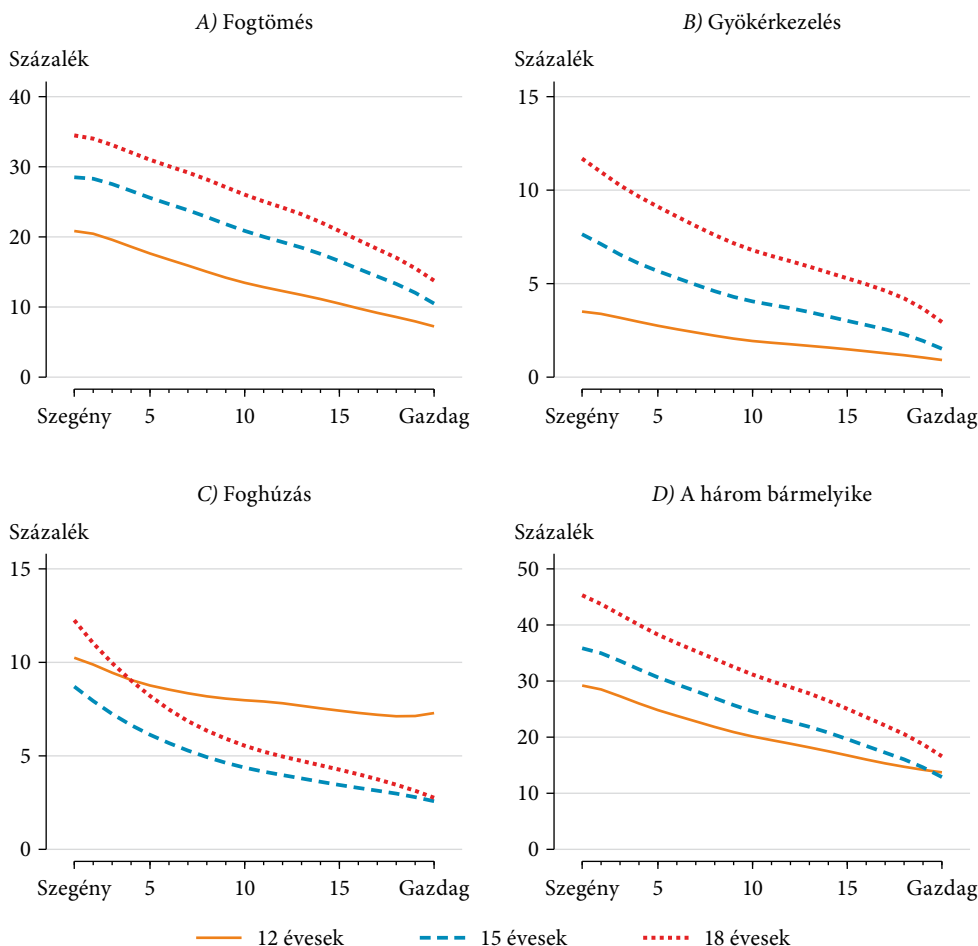 A) Fogtömés
Százalék
40
30
20
10
0
Szegény 5 10 15 Gazdag
B) Gyökérkezelés
Százalék
15
10
5
0
Szegény 5 10 15 Gazdag
C) Foghúzás
Százalék
15
10
5
0
Szegény 5 10 15 Gazdag
D) A három bármelyike
Százalék
50
40
30
20
10
0
Szegény 5 10 15 Gazdag
12 évesek 15 évesek 18 évesek